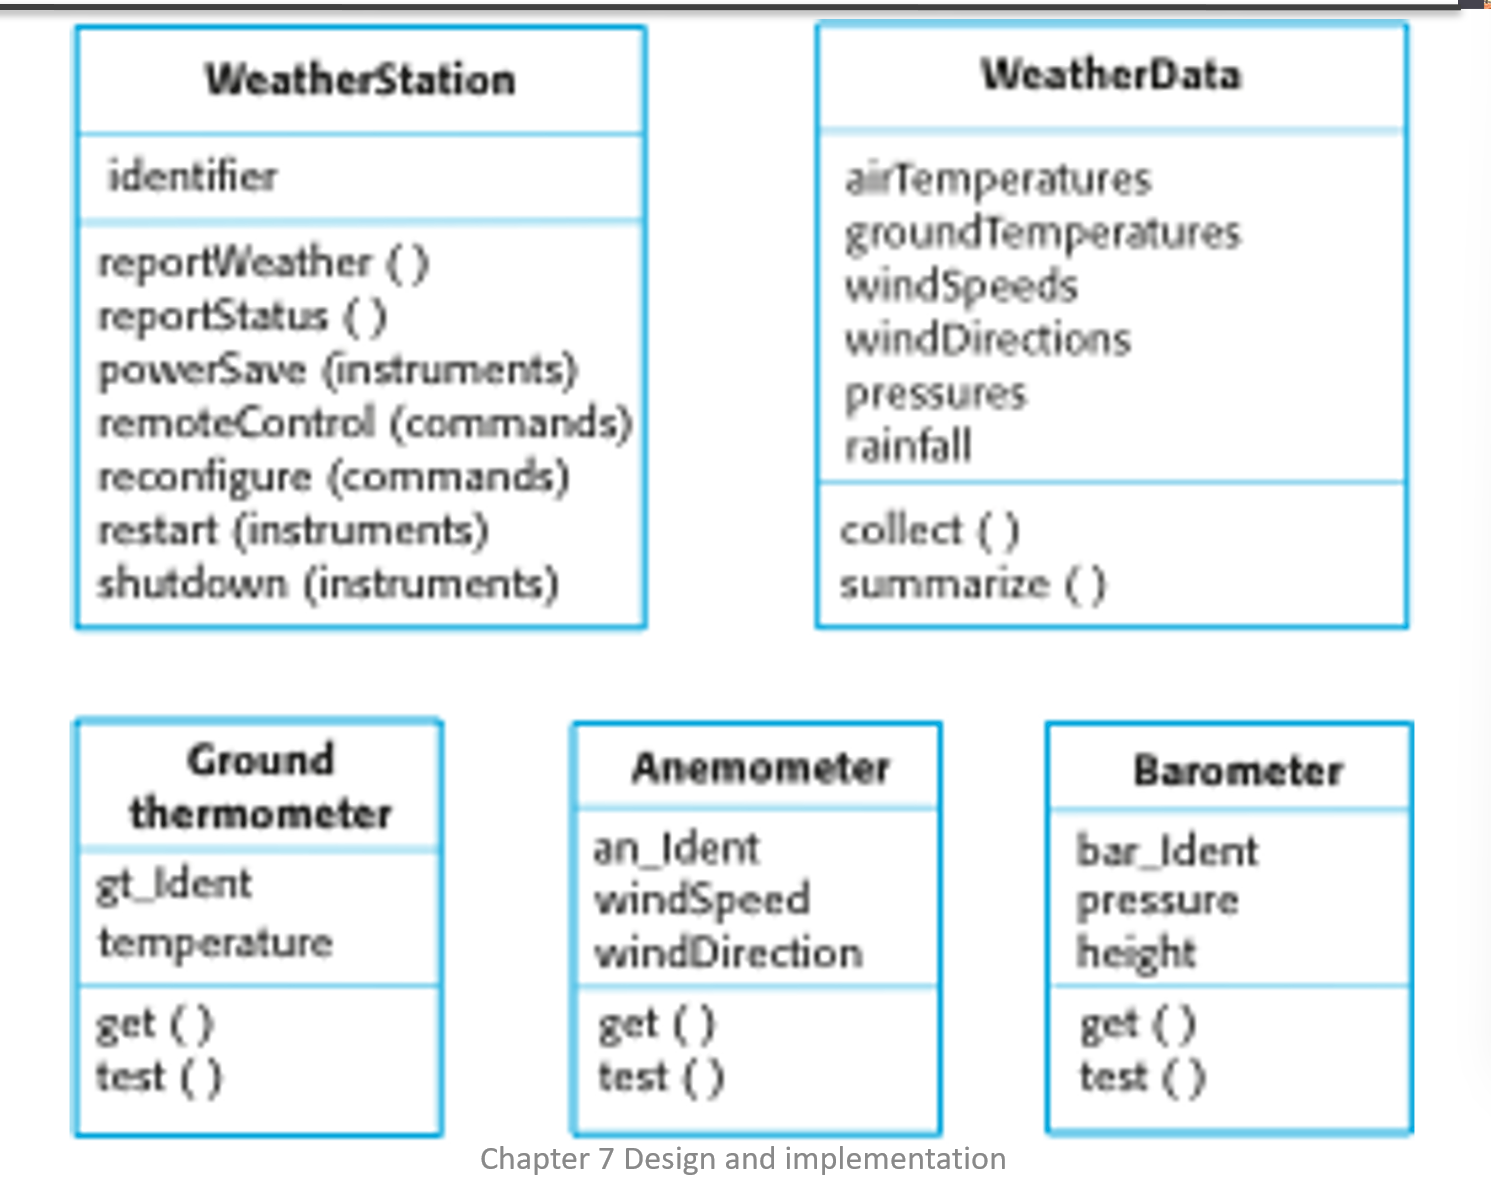 WeatherStation
identifier
reportWeather ( )
reportStatus ( )
powerSave (instruments)
remoteControl (commands)
reconfigure (commands)
restart (instruments)
shutdown (instruments)
WeatherData
airTemperatures
groundTemperatures
windSpeeds
windDirections
pressures
rainfall
collect ( )
summarize ( )
Ground
thermometer
gt_Ident
temperature
get ( )
test ( )
Anemometer
an_Ident
windSpeed
windDirection
get ( )
test ( )
Barometer
bar_Ident
pressure
height
get ( )
test ( )
Chapter 7 Design and implementation